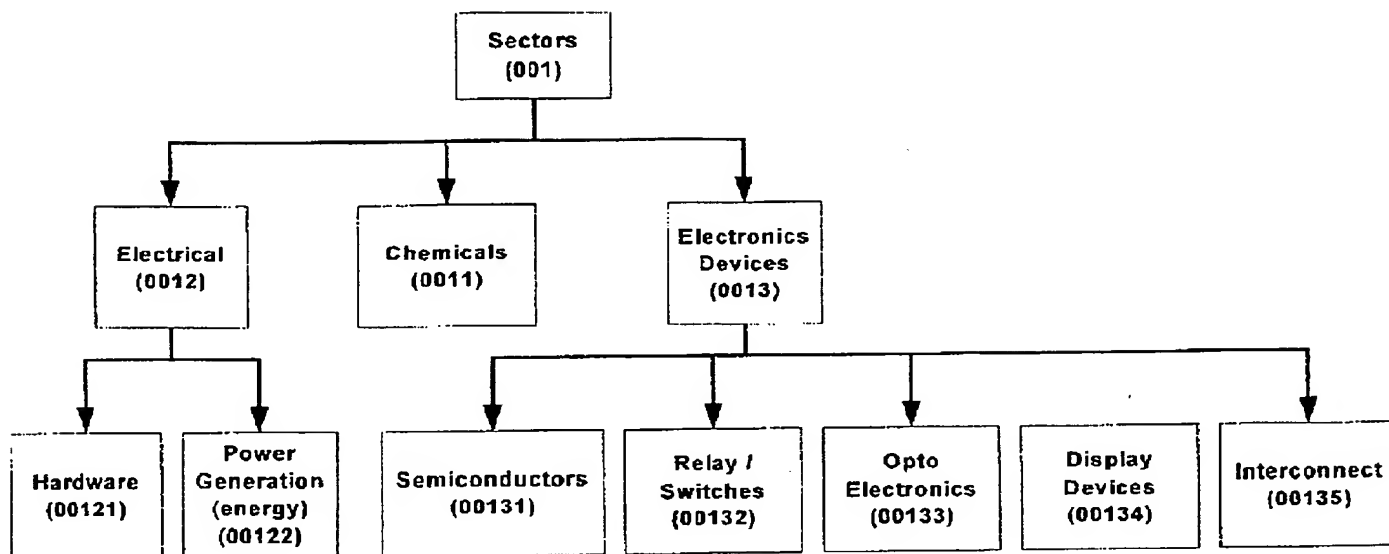 Sectors
(001)
Electrical
(0012)
Chemicals
(0011)
Electronics
Devices
(0013)
Hardware
(00121)
Power
Generation
(energy)
(00122)
Semiconductors
(00131)
Relay /
Switches
(00132)
Opto
Electronics
(00133)
Display
Devices
(00134)
Interconnect
(00135)